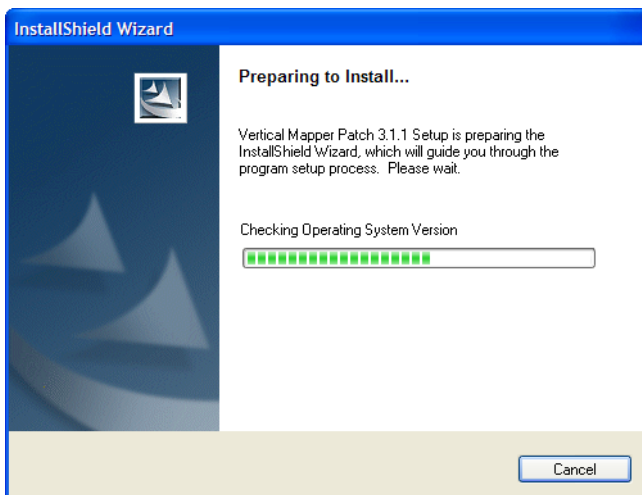 InstallShield Wizard
Preparing to Install...
Vertical Mapper Patch 3.1.1 Setup is preparing the
InstallShield Wizard, which will guide you through the
program setup process.  Please wait.
Checking Operating System Version
Cancel